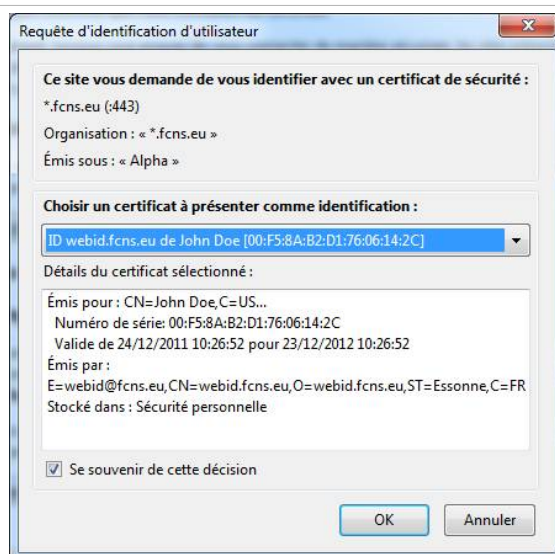 Requête d'identification d'utilisateur
Ce site vous demande de vous identifier avec un certificat de sécurité :
*.fcns.eu (:443)
Organisation : « *.fcns.eu »
Émis sous : « Alpha »
Choisir un certificat à présenter comme identification :
ID webid.fcns.eu de John Doe [00:F5:8A:B2:D1:76:06:14:2C]
Détails du certificat sélectionné :
Émis pour : CN=John Doe,C=US...
Numéro de série: 00:F5:8A:B2:D1:76:06:14:2C
Valide de 24/12/2011 10:26:52 pour 23/12/2012 10:26:52
Émis par :
E=webid@fcns.eu,CN=webid.fcns.eu,O=webid.fcns.eu,ST=Essonne,C=FR
Stocké dans : Sécurité personnelle
Se souvenir de cette décision
OK
Annuler